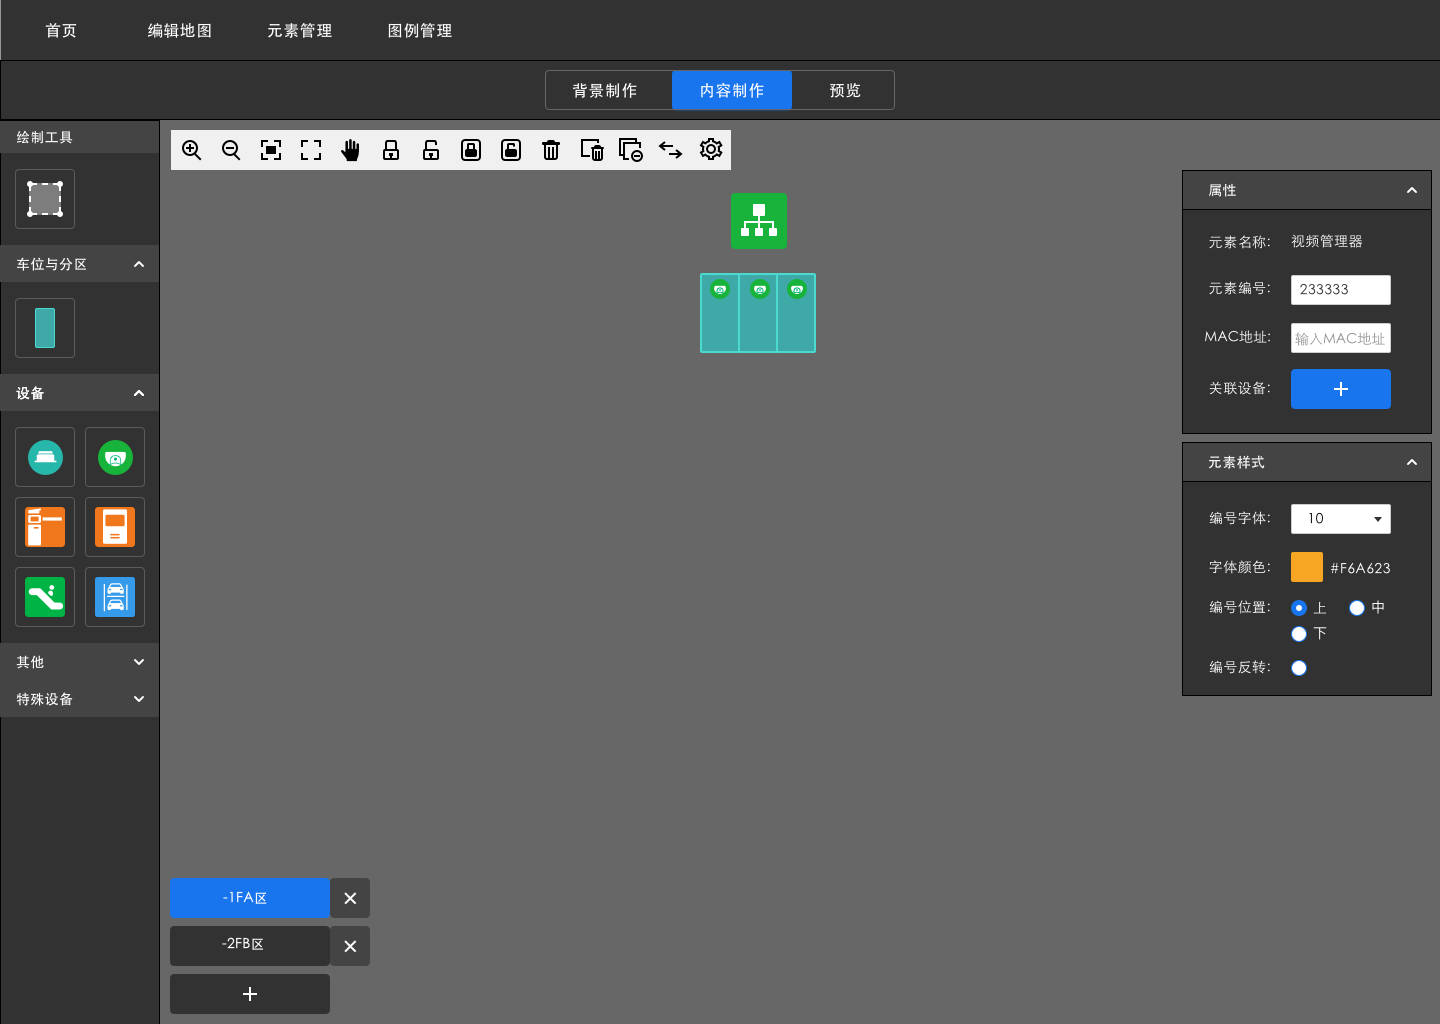 首页 编辑地图 元素管理 图例管理
背景制作 内容制作 预览
绘制工具
车位与分区
设备
其他
特殊设备
属性
元素名称： 视频管理器
元素编号： 233333
MAC地址： 输入MAC地址
关联设备：
元素样式
编号字体： 10
字体颜色： #F6A623
编号位置： 上 中
下
编号反转：
-1FA区
-2FB区